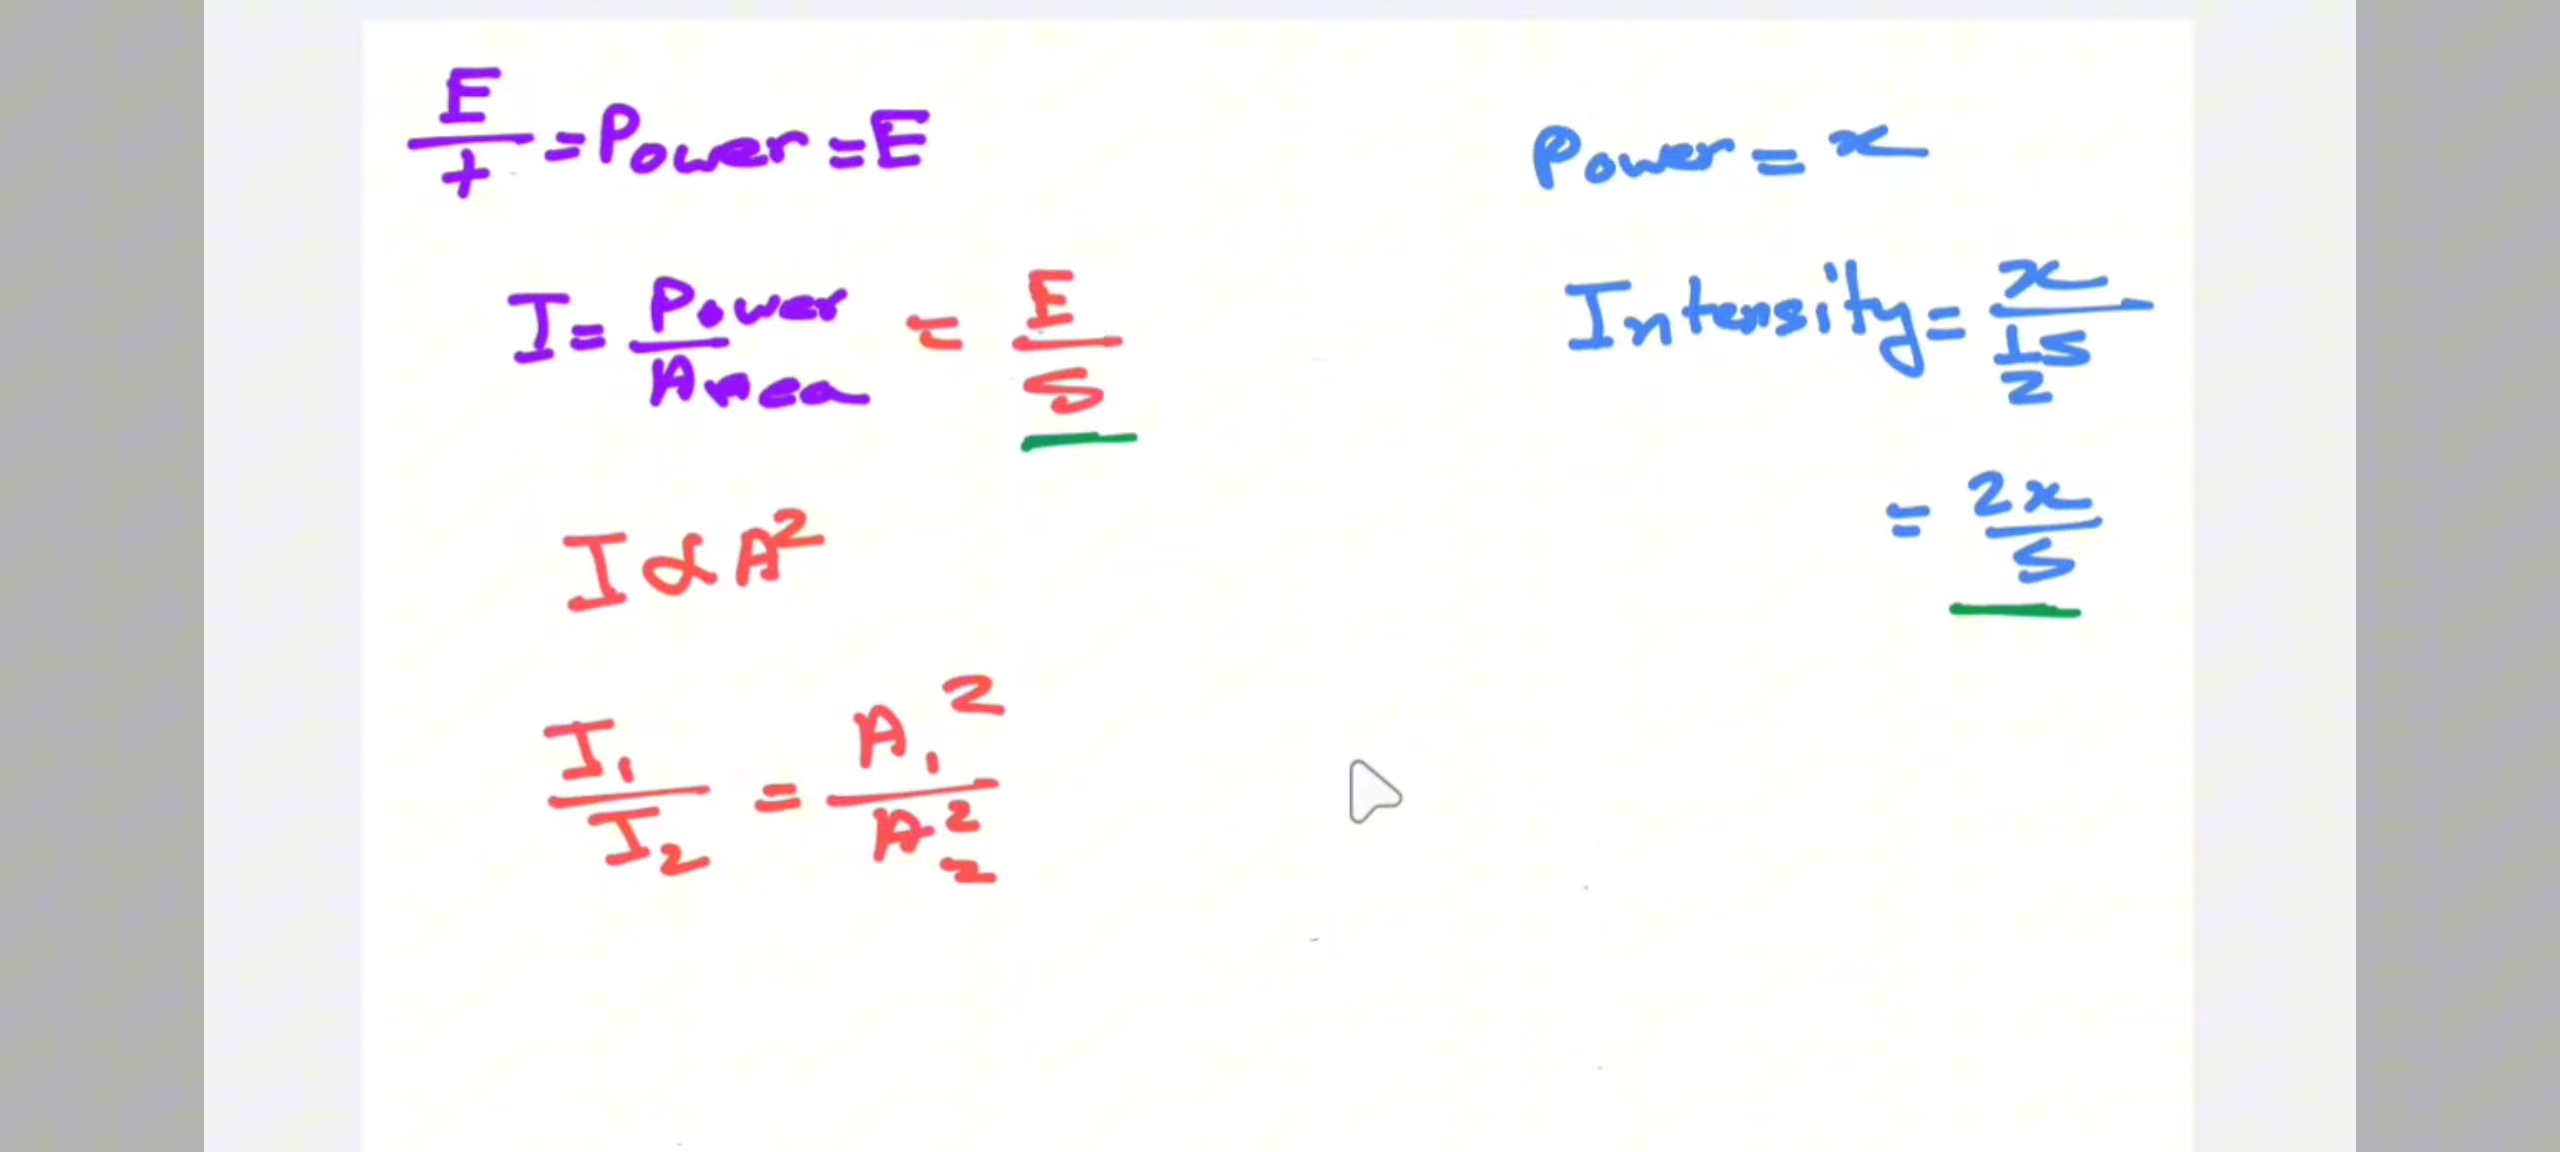 E/t = Power = E
I = Power/Area = E/S
I ∝ A²
I₁/I₂ = A₁²/A₂²
Power = x
Intensity = x/(1/2 S)
= 2x/S